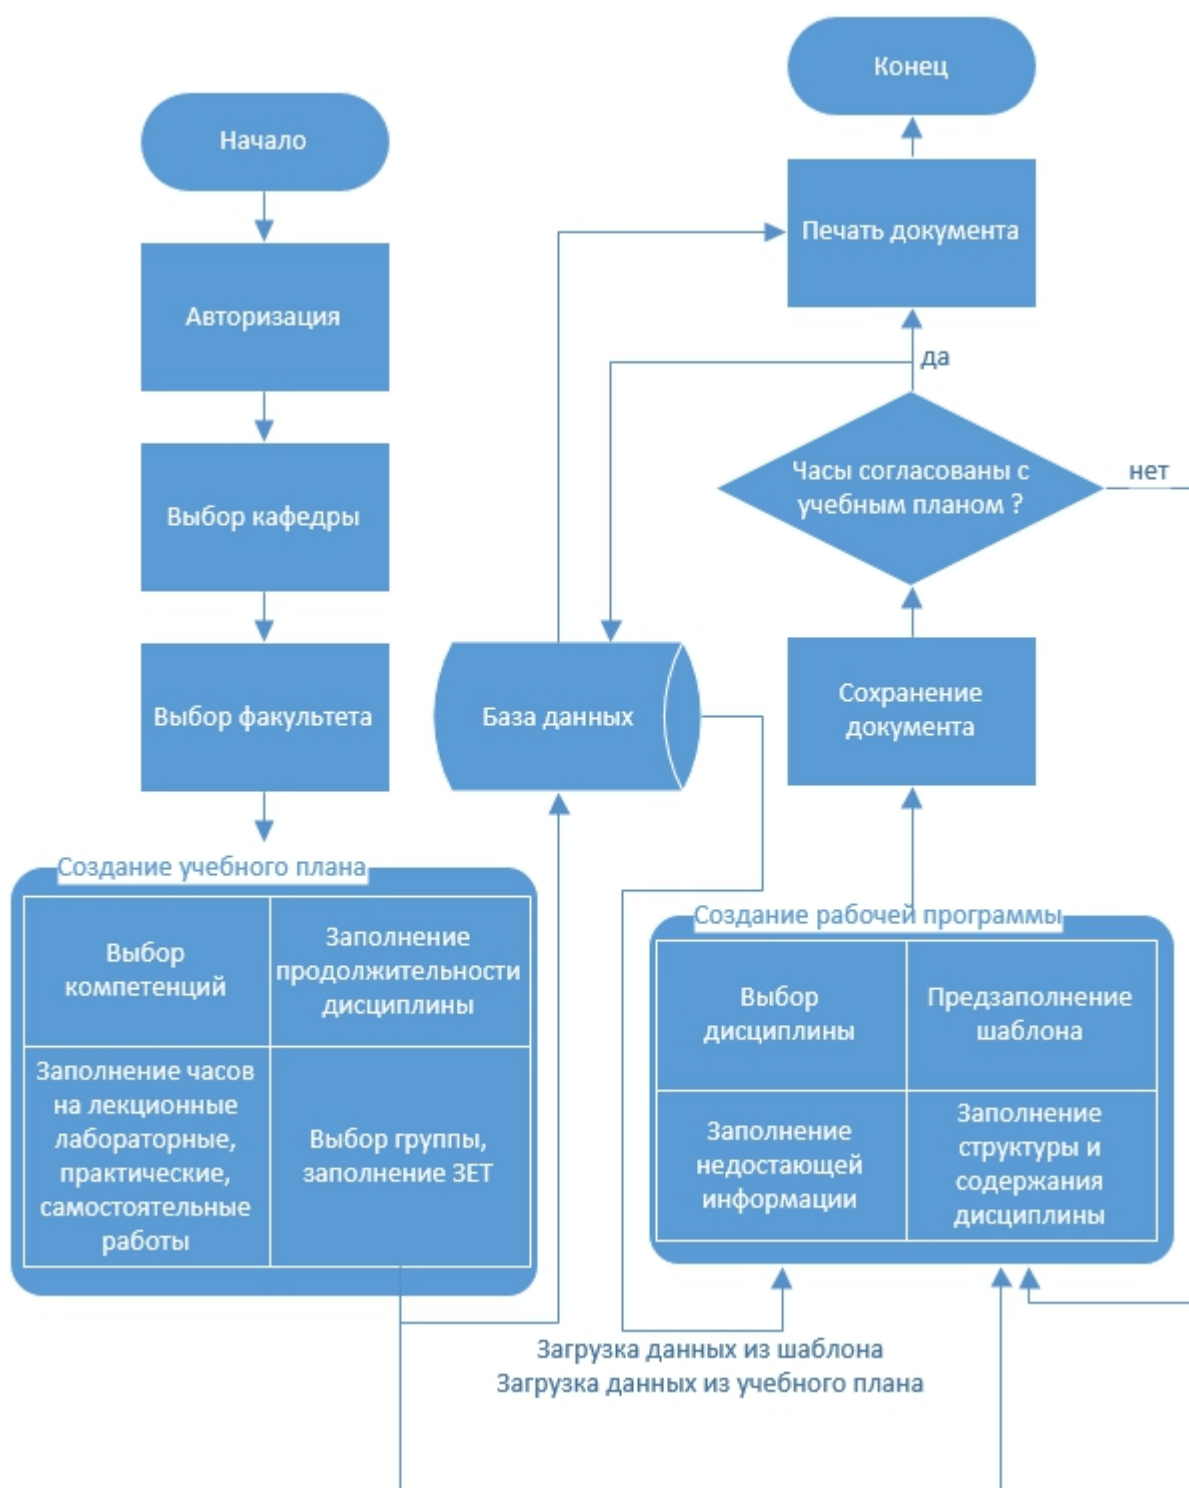 Начало
Авторизация
Выбор кафедры
Выбор факультета
Создание учебного плана
Выбор
компетенций
Заполнение
продолжительности
дисциплины
Заполнение часов
на лекционные
лабораторные,
практические,
самостоятельные
работы
Выбор группы,
заполнение ЗЕТ
База данных
Загрузка данных из шаблона
Загрузка данных из учебного плана
Создание рабочей программы
Выбор
дисциплины
Предзаполнение
шаблона
Заполнение
недостающей
информации
Заполнение
структуры и
содержания
дисциплины
Сохранение
документа
Часы согласованы с
учебным планом ?
нет
да
Печать документа
Конец